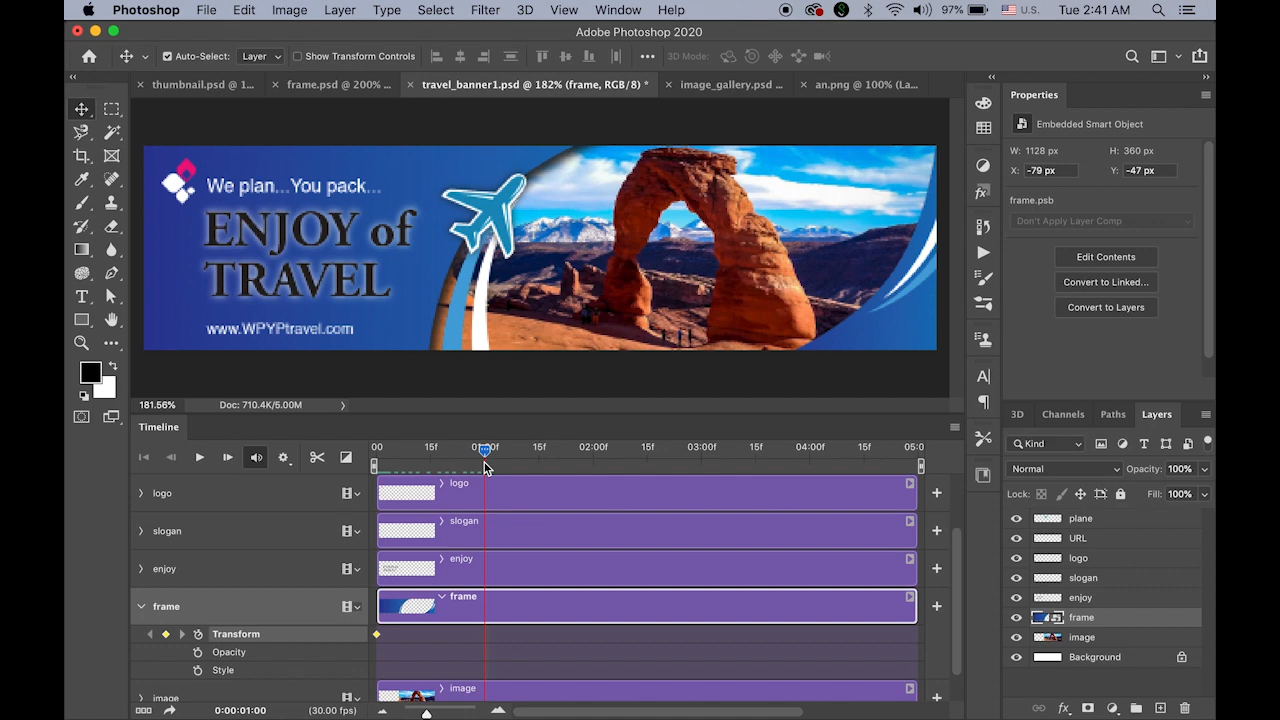 Photoshop File Edit Image Layer Type Select Filter 3D View Window Help 97% U.S. Tue 2:41 AM
Adobe Photoshop 2020
Auto-Select: Layer Show Transform Controls 3D Mode:
thumbnail.psd @ 1... frame.psd @ 200% ... travel_banner1.psd @ 182% (frame, RGB/8) * image_gallery.psd ... an.png @ 100% (La...
Properties
Embedded Smart Object
W: 1128 px H: 360 px
X: -79 px Y: -47 px
frame.psb
Don't Apply Layer Comp
Edit Contents
Convert to Linked...
Convert to Layers
We plan... You pack...
ENJOY of
TRAVEL
www.WPYPtravel.com
181.56% Doc: 710.4K/5.00M
Timeline
00 15f 01:00f 15f 02:00f 15f 03:00f 15f 04:00f 15f 05:0
logo logo
slogan slogan
enjoy enjoy
frame frame
Transform
Opacity
Style
image image
0:00:01:00 (30.00 fps)
3D Channels Paths Layers
Kind
Normal Opacity: 100%
Lock: Fill: 100%
plane
URL
logo
slogan
enjoy
frame
image
Background